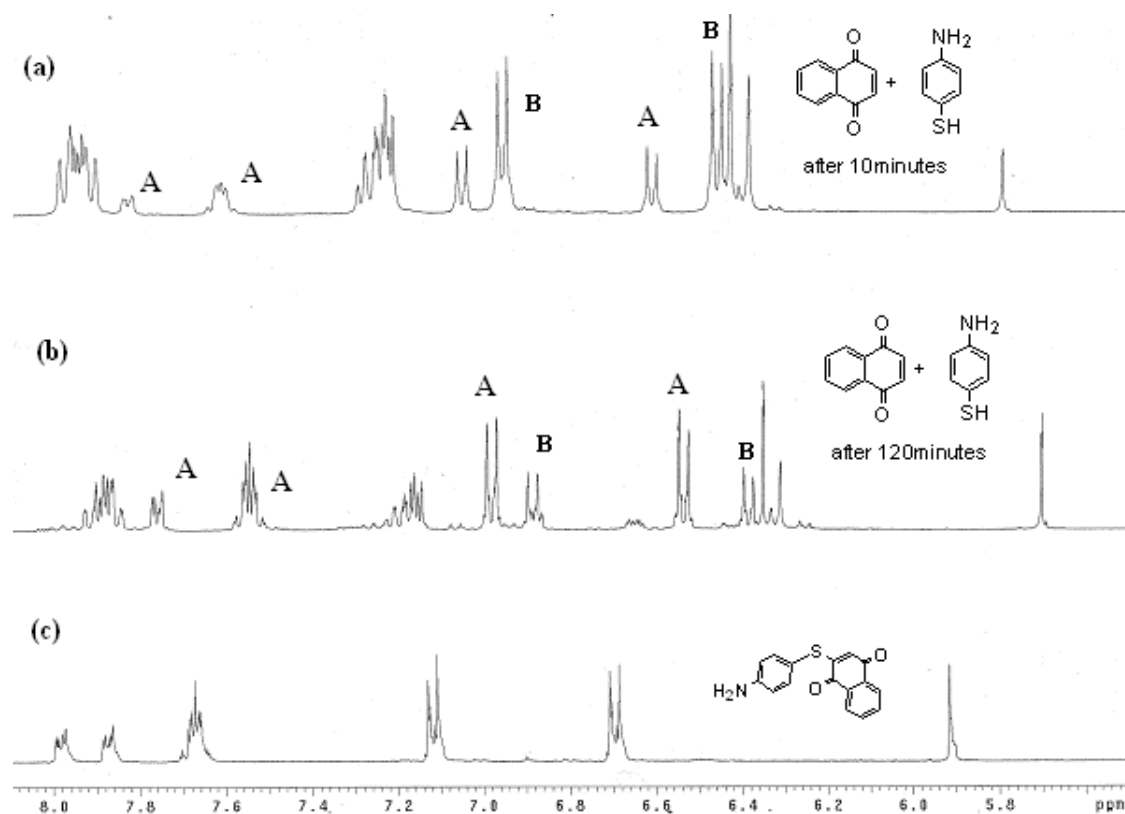 (a)
A
A
A
B
A
B
O
O
+
NH2
SH
after 10minutes
(b)
A
A
A
B
A
B
O
O
+
NH2
SH
after 120minutes
(c)
H2N
S
O
O
8.0 7.8 7.6 7.4 7.2 7.0 6.8 6.6 6.4 6.2 6.0 5.8 ppm